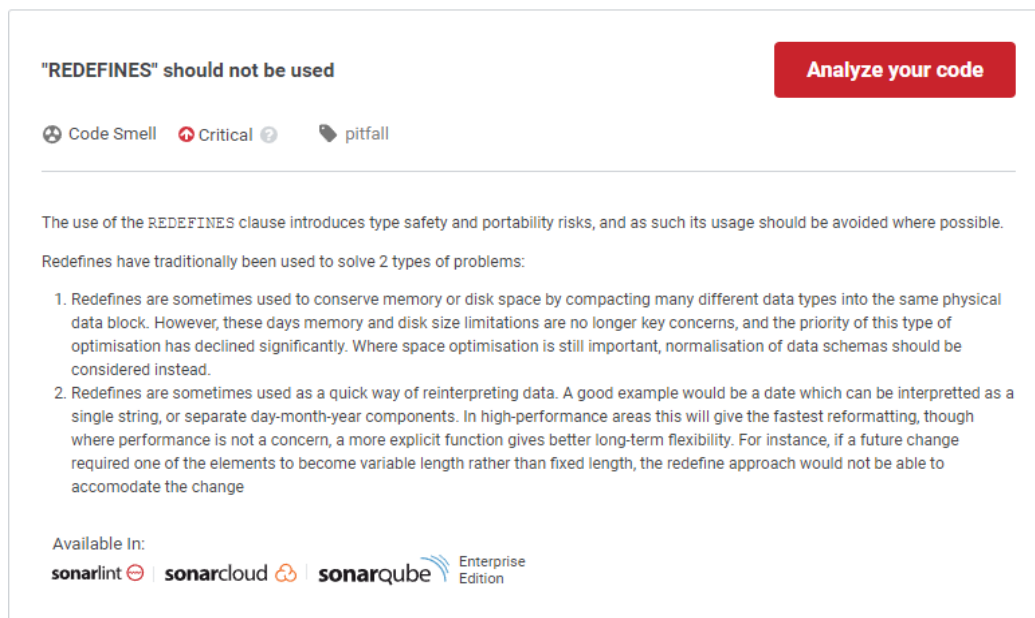 "REDEFINES" should not be used
Analyze your code
Code Smell Critical ? pitfall
The use of the REDEFINES clause introduces type safety and portability risks, and as such its usage should be avoided where possible.
Redefines have traditionally been used to solve 2 types of problems:
1. Redefines are sometimes used to conserve memory or disk space by compacting many different data types into the same physical
data block. However, these days memory and disk size limitations are no longer key concerns, and the priority of this type of
optimisation has declined significantly. Where space optimisation is still important, normalisation of data schemas should be
considered instead.
2. Redefines are sometimes used as a quick way of reinterpreting data. A good example would be a date which can be interpretted as a
single string, or separate day-month-year components. In high-performance areas this will give the fastest reformatting, though
where performance is not a concern, a more explicit function gives better long-term flexibility. For instance, if a future change
required one of the elements to become variable length rather than fixed length, the redefine approach would not be able to
accomodate the change
Available In:
sonarlint sonarcloud sonarqube Enterprise
Edition